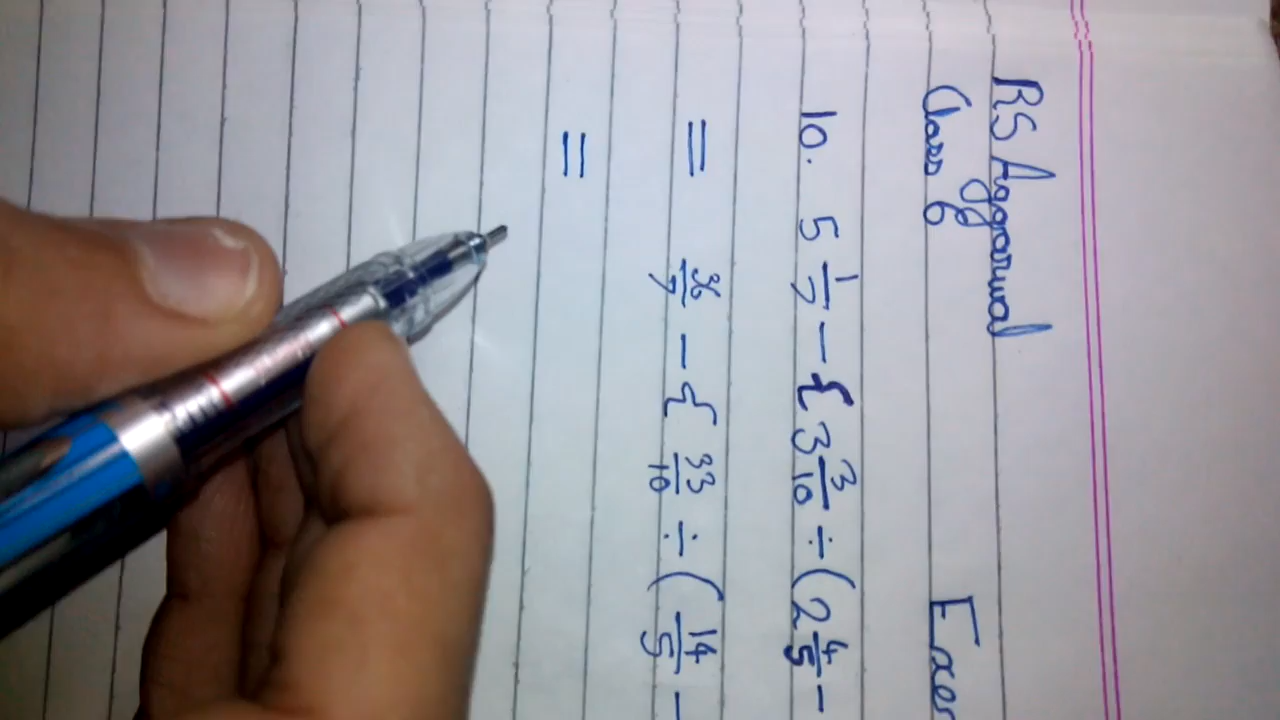 RS Aggarwal Exer
Class 6
10. 5 1/7 - { 3 3/10 ÷ ( 2 4/5 -
= 36/7 - { 33/10 ÷ ( 14/5 -
=